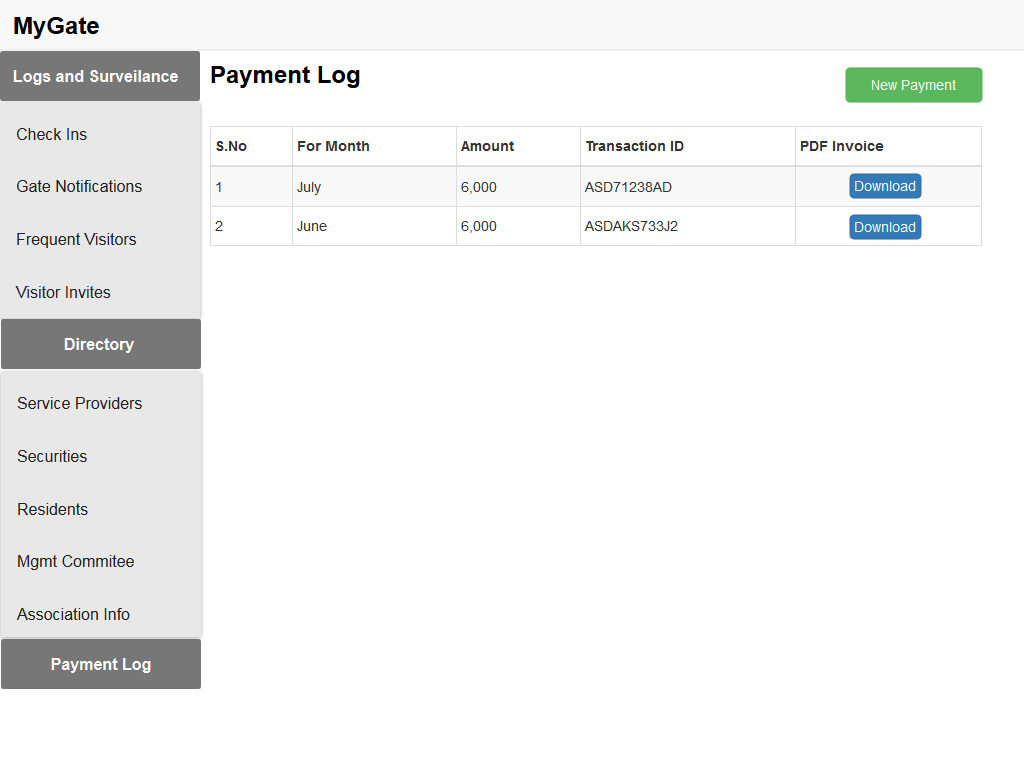 MyGate
Logs and Surveilance
Check Ins
Gate Notifications
Frequent Visitors
Visitor Invites
Directory
Service Providers
Securities
Residents
Mgmt Commitee
Association Info
Payment Log
Payment Log
New Payment
S.No For Month Amount Transaction ID PDF Invoice
1 July 6,000 ASD71238AD Download
2 June 6,000 ASDAKS733J2 Download